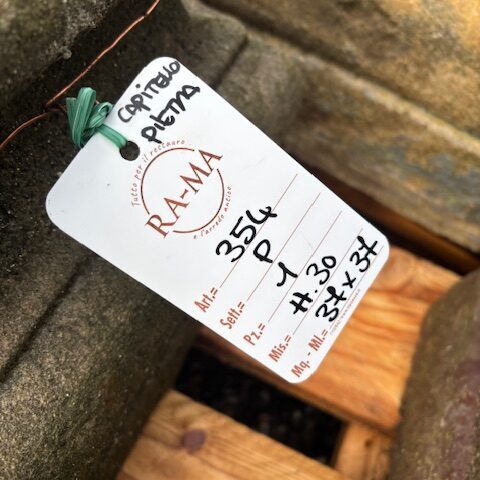 CAPITELLO
PIETRA
Tutto per il restauro
RA-MA
e l'arredo antico
Art.= 354
Sett.= P
Pz.= 1
Mis.= H.30
Mq. - Ml.= 37x37